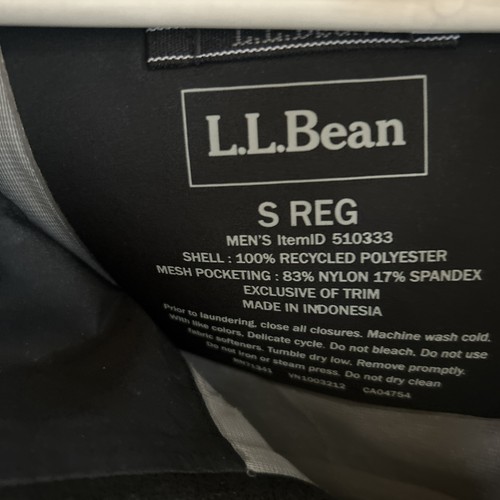 L.L.Bean
L.L.Bean
S REG
MEN'S ItemID 510333
SHELL : 100% RECYCLED POLYESTER
MESH POCKETING : 83% NYLON 17% SPANDEX
EXCLUSIVE OF TRIM
MADE IN INDONESIA
Prior to laundering, close all closures. Machine wash cold.
With like colors. Delicate cycle. Do not bleach. Do not use
fabric softeners. Tumble dry low. Remove promptly.
Do not iron or steam press. Do not dry clean
VN1003212 CA04754